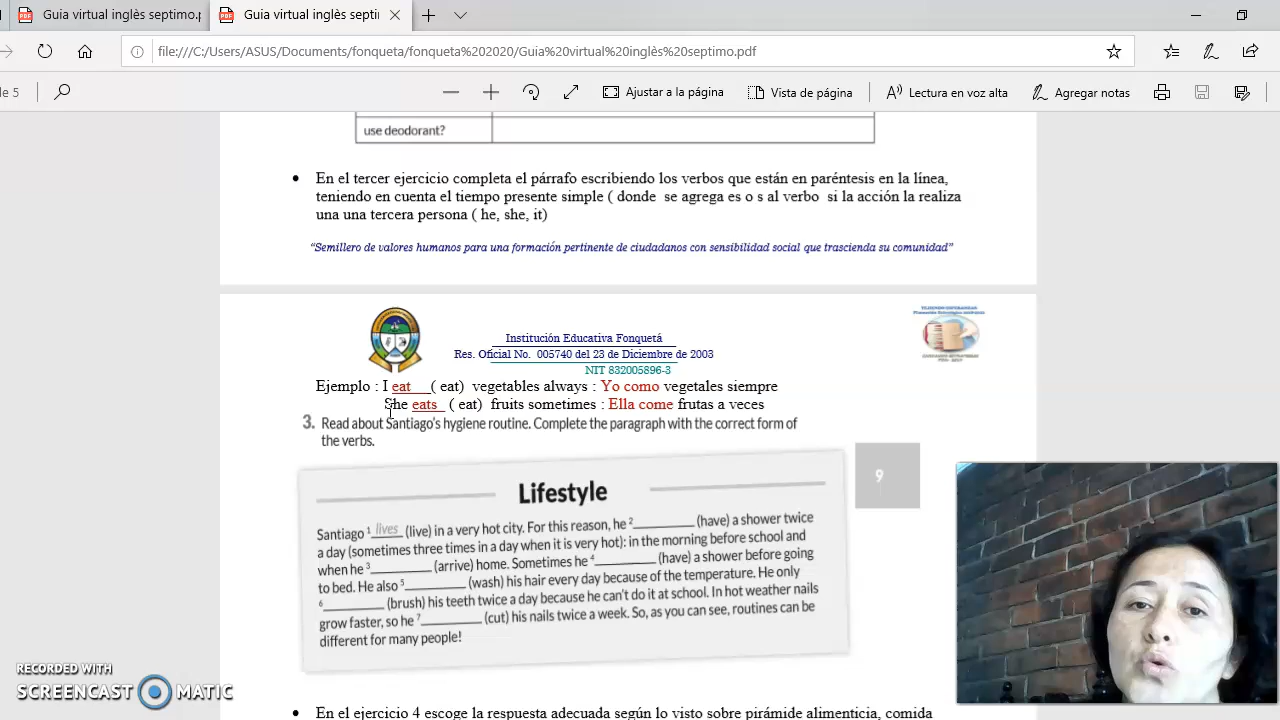 Guia virtual inglès septimo.p
Guia virtual inglès septimo.pdf
file:///C:/Users/ASUS/Documents/fonqueta/fonqueta%202020/Guia%20virtual%20inglès%20septimo.pdf
de 5
Ajustar a la página
Vista de página
Lectura en voz alta
Agregar notas
use deodorant?
• En el tercer ejercicio completa el párrafo escribiendo los verbos que están en paréntesis en la línea,
teniendo en cuenta el tiempo presente simple ( donde se agrega es o s al verbo si la acción la realiza
una una tercera persona ( he, she, it)
“Semillero de valores humanos para una formación pertinente de ciudadanos con sensibilidad social que trascienda su comunidad”
Institución Educativa Fonquetá
Res. Oficial No. 005740 del 23 de Diciembre de 2003
NIT 832005896-3
Ejemplo : I eat ( eat) vegetables always : Yo como vegetales siempre
She eats ( eat) fruits sometimes : Ella come frutas a veces
3. Read about Santiago's hygiene routine. Complete the paragraph with the correct form of
the verbs.
9
Lifestyle
Santiago 1 lives (live) in a very hot city. For this reason, he 2_________ (have) a shower twice
a day (sometimes three times in a day when it is very hot): in the morning before school and
when he 3_________ (arrive) home. Sometimes he 4_________ (have) a shower before going
to bed. He also 5_________ (wash) his hair every day because of the temperature. He only
6_________ (brush) his teeth twice a day because he can't do it at school. In hot weather nails
grow faster, so he 7_________ (cut) his nails twice a week. So, as you can see, routines can be
different for many people!
RECORDED WITH
SCREENCAST MATIC
• En el ejercicio 4 escoge la respuesta adecuada según lo visto sobre pirámide alimenticia, comida